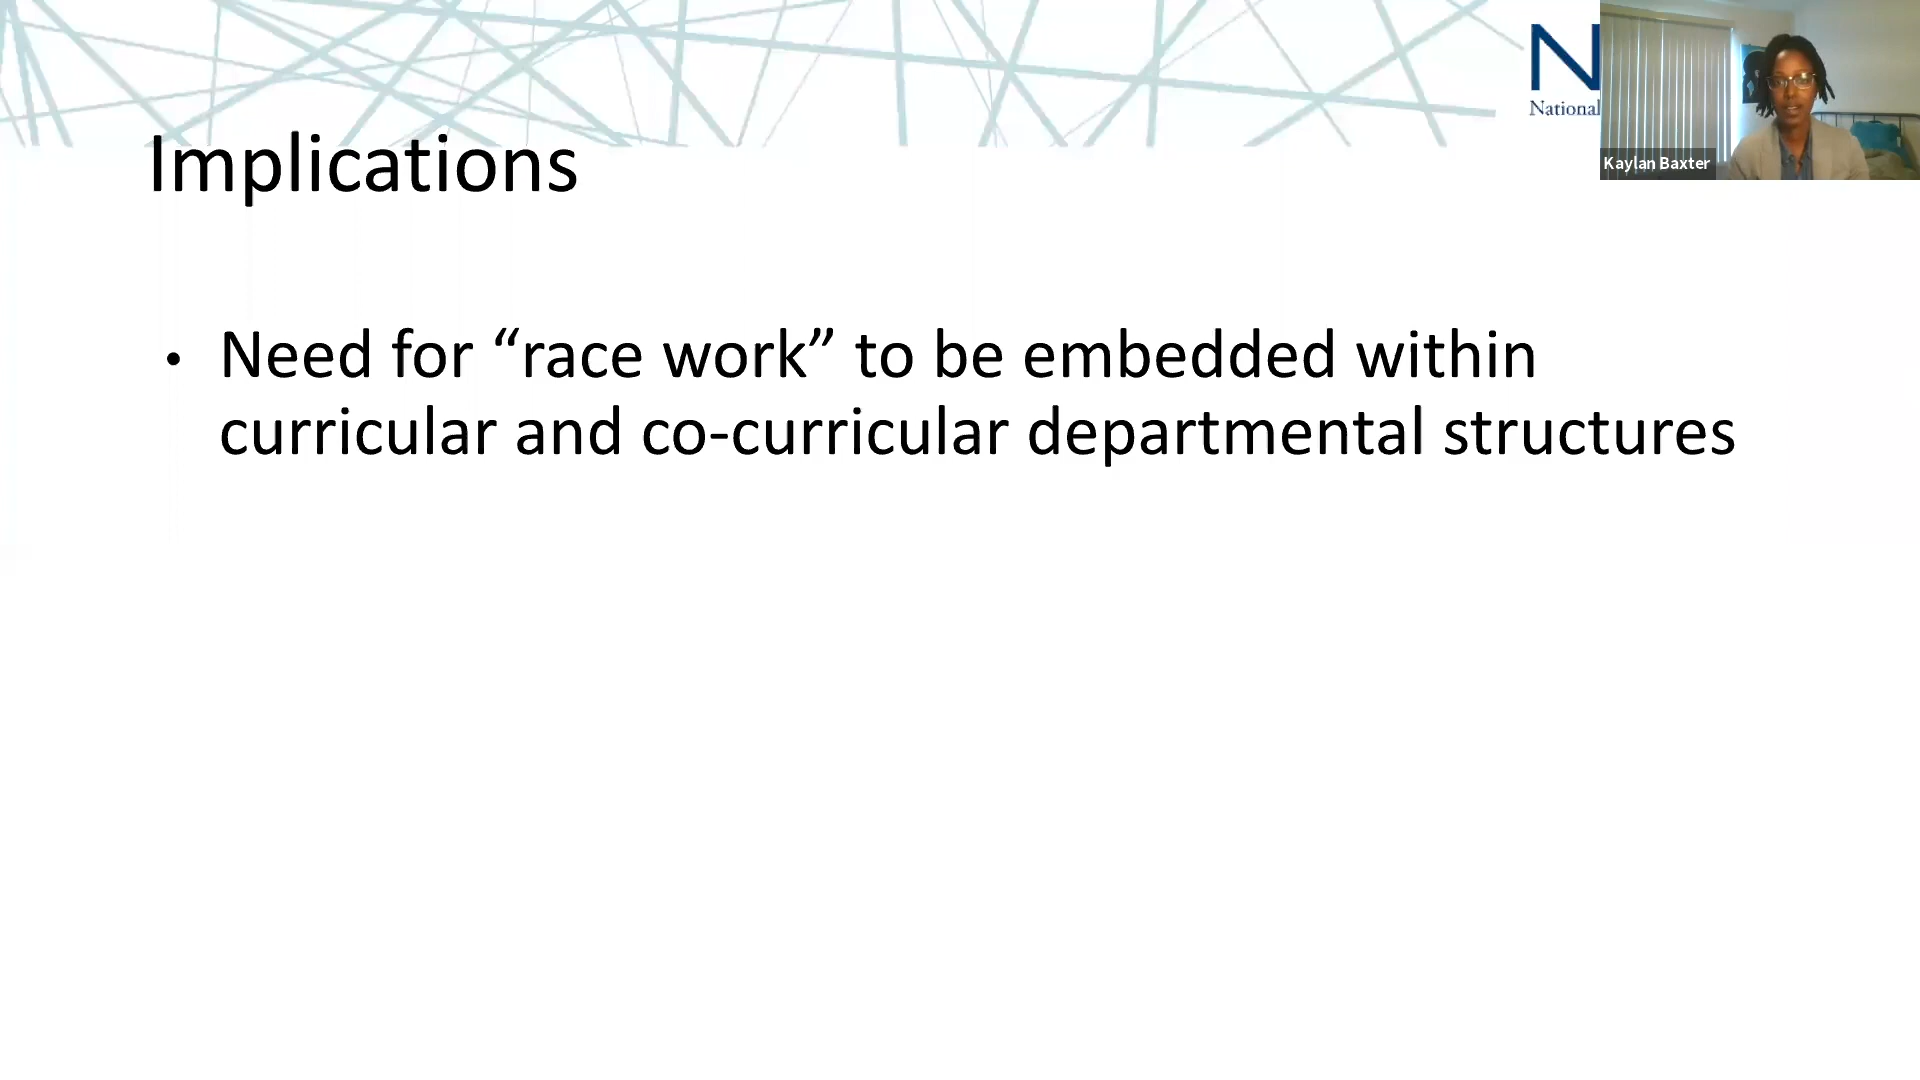 N
National
Kaylan Baxter
Implications
• Need for “race work” to be embedded within
curricular and co-curricular departmental structures